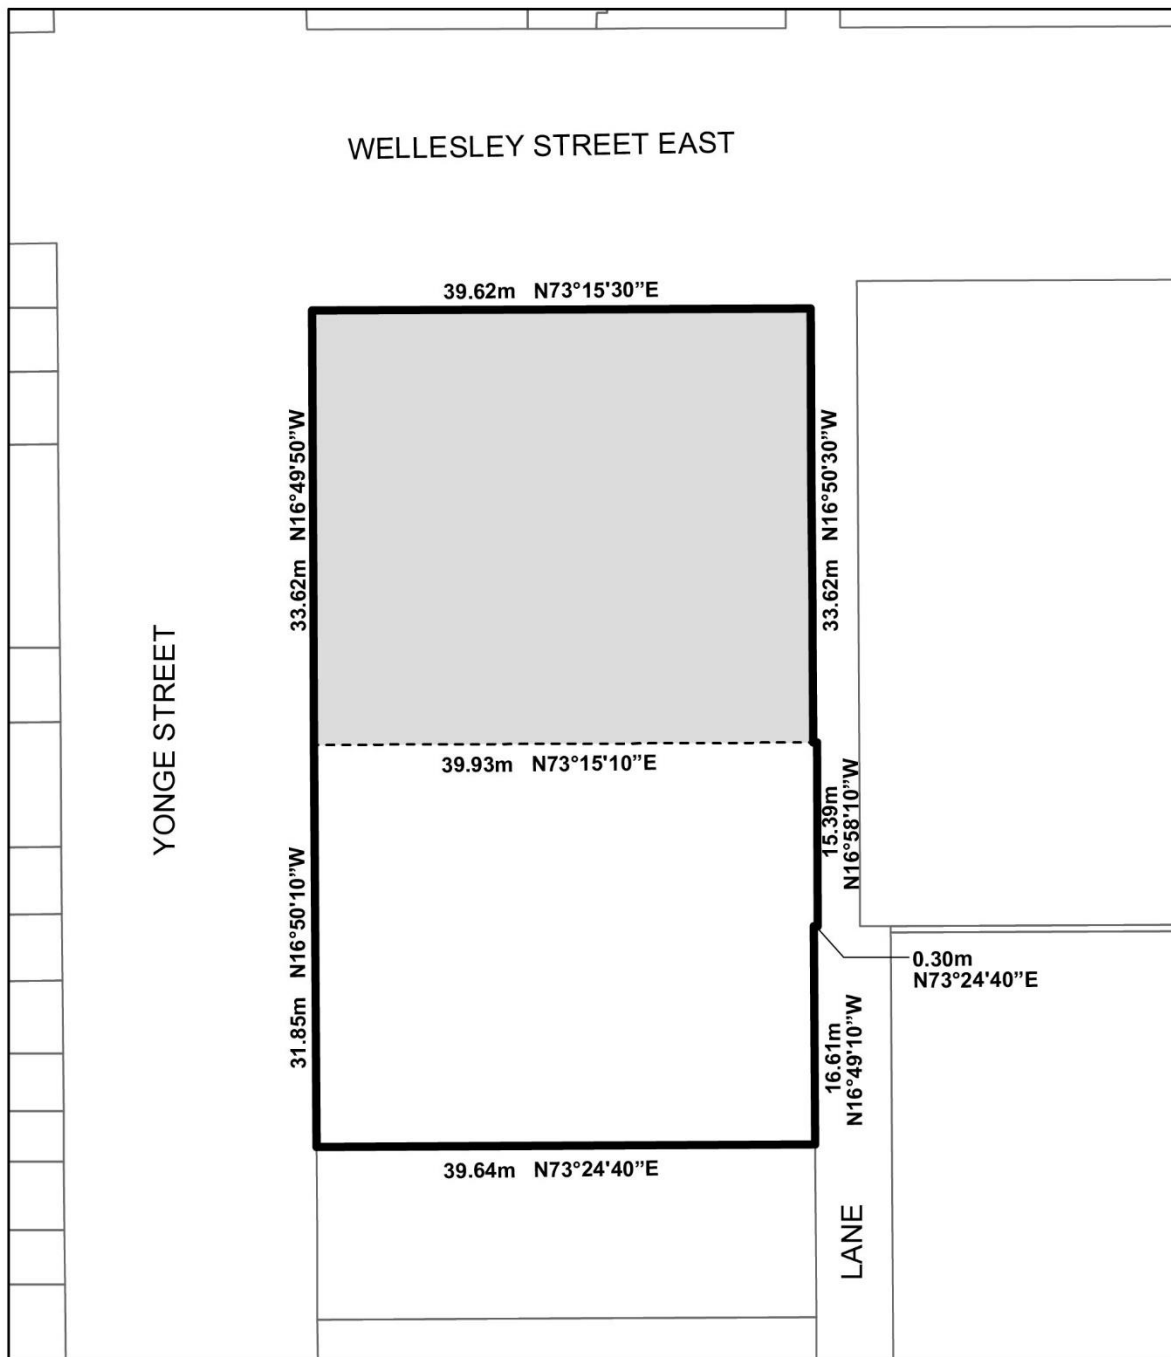 WELLESLEY STREET EAST
39.62m N73°15'30”E
33.62m N16°49'50”W
33.62m N16°50'30”W
YONGE STREET
39.93m N73°15'10”E
15.39m
N16°58'10”W
31.85m N16°50'10”W
0.30m
N73°24'40”E
16.61m
N16°49'10”W
39.64m N73°24'40”E
LANE